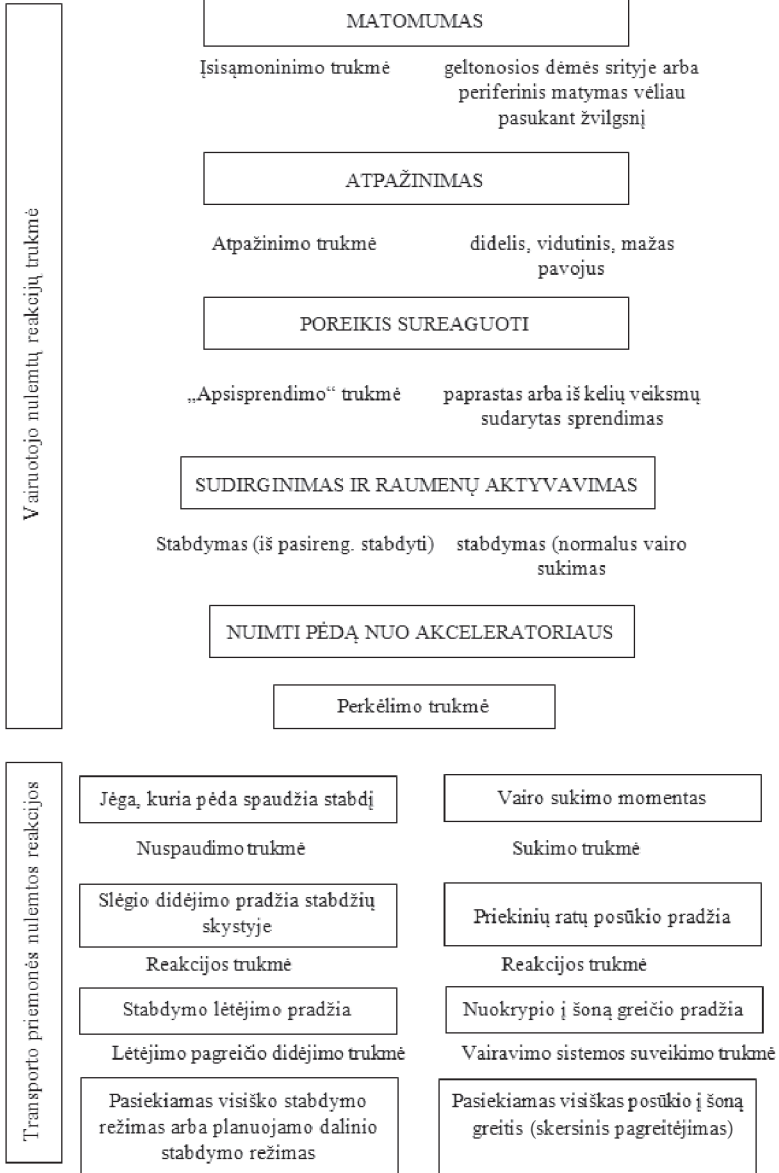 Vairuotojo nulemtų reakcijų trukmė
MATOMUMAS
Įsisąmoninimo trukmė
geltonosios dėmės srityje arba
periferinis matymas vėliau
pasukant žvilgsnį
ATPAŽINIMAS
Atpažinimo trukmė
didelis, vidutinis, mažas
pavojus
POREIKIS SUREAGUOTI
„Apsisprendimo“ trukmė
paprastas arba iš kelių veiksmų
sudarytas sprendimas
SUDIRGINIMAS IR RAUMENŲ AKTYVAVIMAS
Stabdymas (iš pasireng. stabdyti)
stabdymas (normalus vairo
sukimas
NUIMTI PĖDĄ NUO AKCELERATORIAUS
Perkėlimo trukmė
Transporto priemonės nulemtos reakcijos
Jėga, kuria pėda spaudžia stabdį
Nuspaudimo trukmė
Slėgio didėjimo pradžia stabdžių
skystyje
Reakcijos trukmė
Stabdymo lėtėjimo pradžia
Lėtėjimo pagreičio didėjimo trukmė
Pasiekiamas visiško stabdymo
režimas arba planuojamo dalinio
stabdymo režimas
Vairo sukimo momentas
Sukimo trukmė
Priekinių ratų posūkio pradžia
Reakcijos trukmė
Nuokrypio į šoną greičio pradžia
Vairavimo sistemos suveikimo trukmė
Pasiekiamas visiškas posūkio į šoną
greitis (skersinis pagreitėjimas)